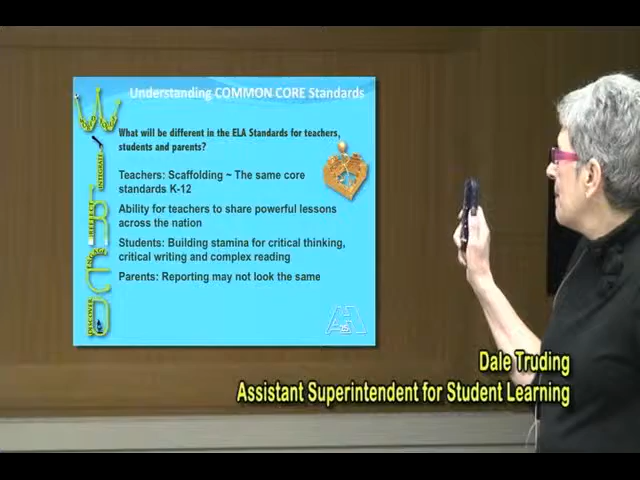 Understanding COMMON CORE Standards
What will be different in the ELA Standards for teachers,
students and parents?
Teachers: Scaffolding ~ The same core
standards K-12
Ability for teachers to share powerful lessons
across the nation
Students: Building stamina for critical thinking,
critical writing and complex reading
Parents: Reporting may not look the same
INTEGRATE
REFLECT
DISCOVER
Dale Truding
Assistant Superintendent for Student Learning